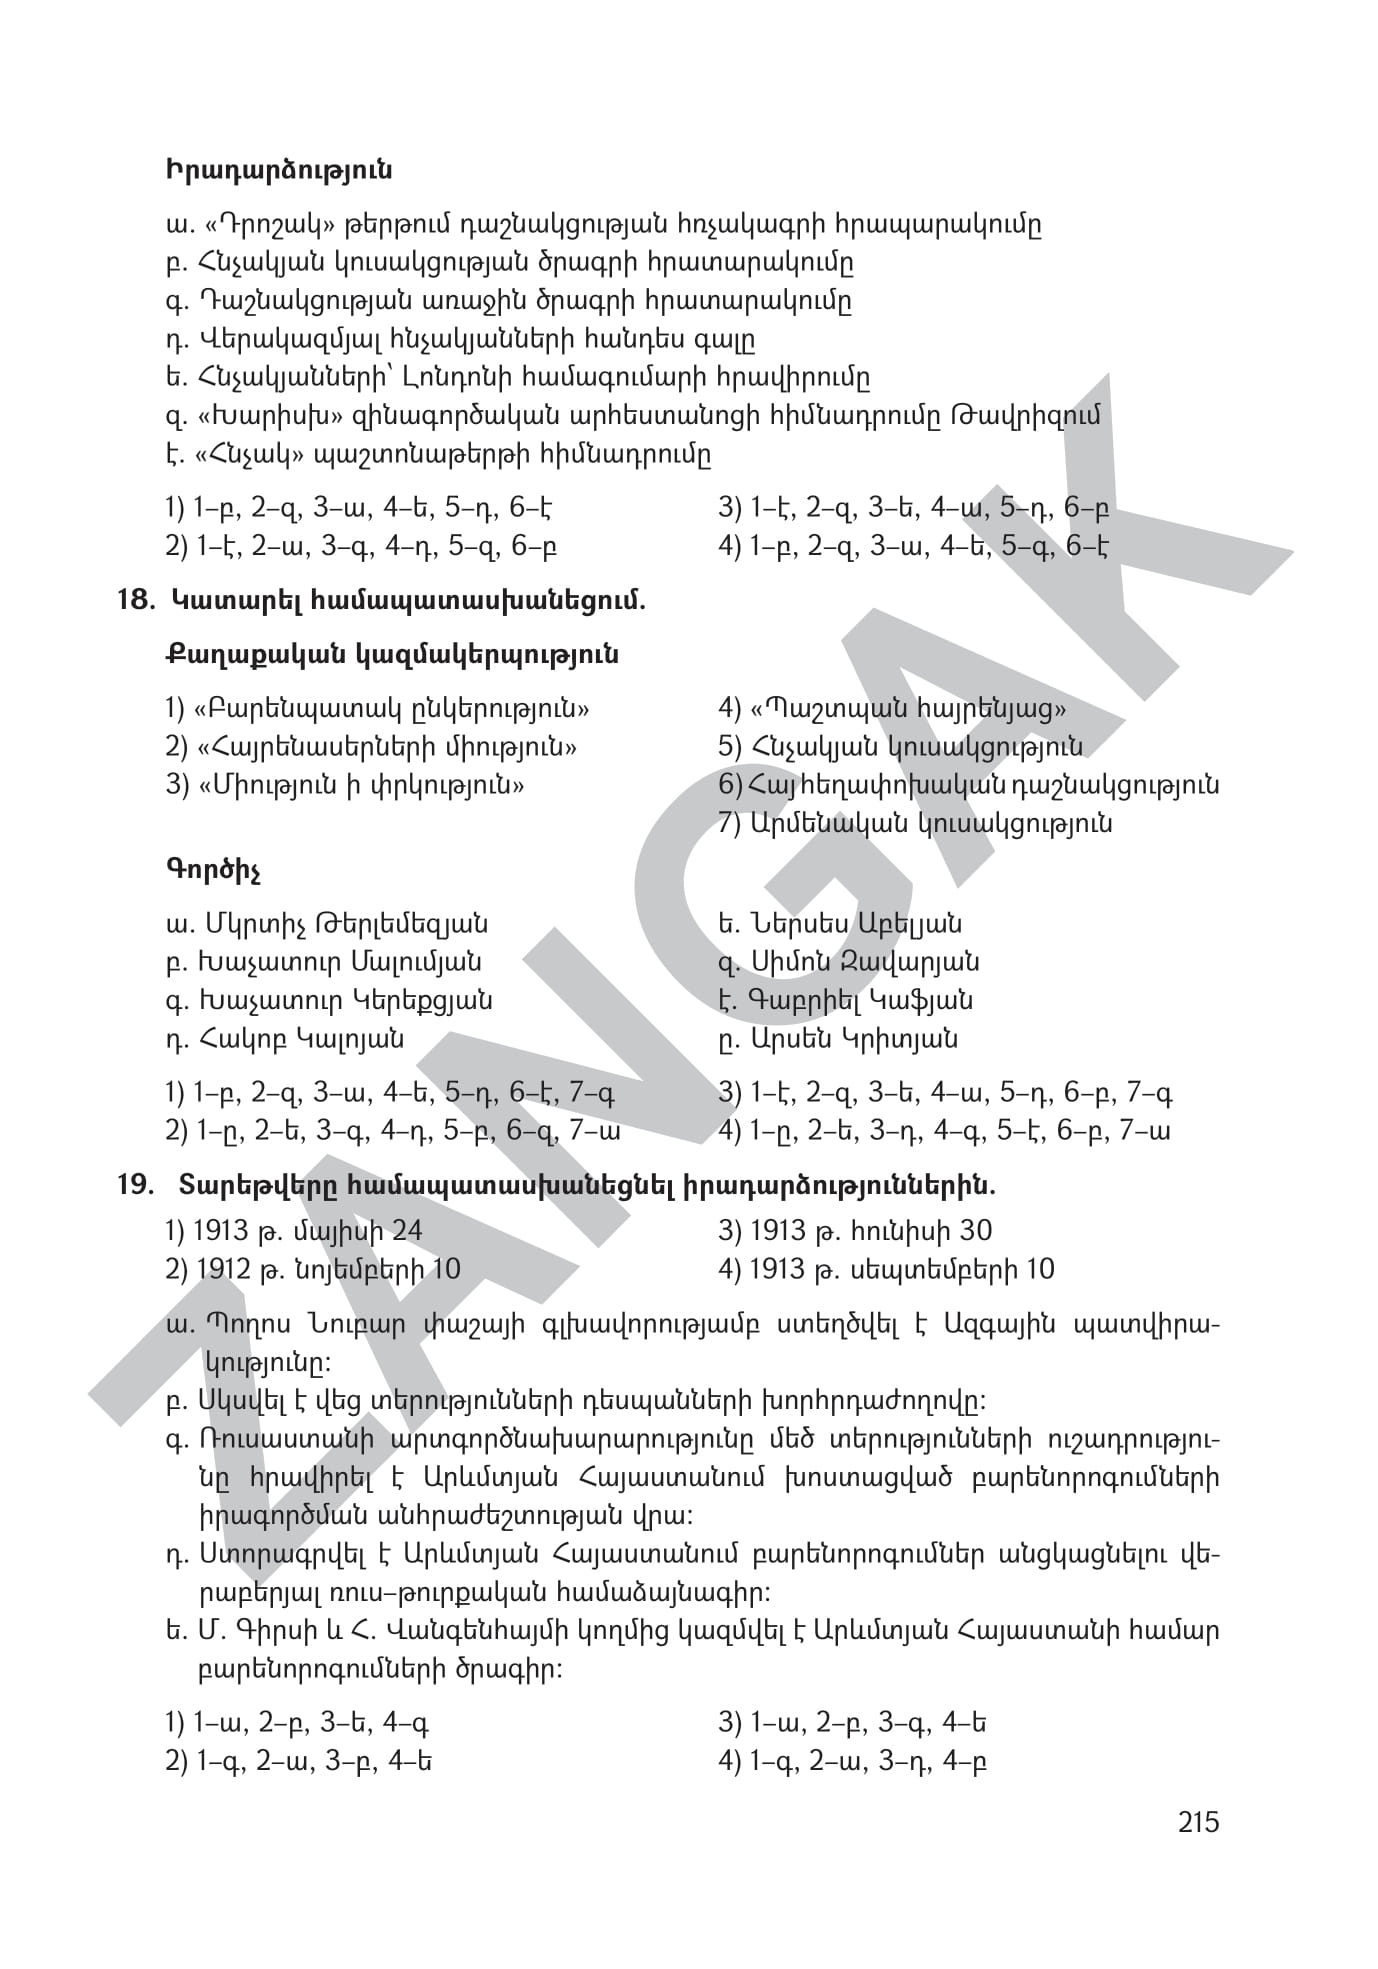 Իրադարձություն
ա. «Դրոշակ» թերթում դաշնակցության հռչակագրի հրապարակումը
բ. Հնչակյան կուսակցության ծրագրի հրատարակումը
գ. Դաշնակցության առաջին ծրագրի հրատարակումը
դ. Վերակազմյալ հնչակյանների հանդես գալը
ե. Հնչակյանների՝ Լոնդոնի համագումարի հրավիրումը
զ. «Խարիսխ» զինագործական արհեստանոցի հիմնադրումը Թավրիզում
է. «Հնչակ» պաշտոնաթերթի հիմնադրումը
1) 1–բ, 2–զ, 3–ա, 4–ե, 5–դ, 6–է 3) 1–է, 2–զ, 3–ե, 4–ա, 5–դ, 6–բ
2) 1–է, 2–ա, 3–գ, 4–դ, 5–զ, 6–բ 4) 1–բ, 2–զ, 3–ա, 4–ե, 5–գ, 6–է
18. Կատարել համապատասխանեցում.
Քաղաքական կազմակերպություն
1) «Բարենպատակ ընկերություն» 4) «Պաշտպան հայրենյաց»
2) «Հայրենասերների միություն» 5) Հնչակյան կուսակցություն
3) «Միություն ի փրկություն» 6) Հայ հեղափոխական դաշնակցություն
7) Արմենական կուսակցություն
Գործիչ
ա. Մկրտիչ Թերլեմեզյան ե. Ներսես Աբելյան
բ. Խաչատուր Մալումյան զ. Սիմոն Զավարյան
գ. Խաչատուր Կերեքցյան է. Գաբրիել Կաֆյան
դ. Հակոբ Կալոյան ը. Արսեն Կրիտյան
1) 1–բ, 2–զ, 3–ա, 4–ե, 5–դ, 6–է, 7–գ 3) 1–է, 2–զ, 3–ե, 4–ա, 5–դ, 6–բ, 7–գ
2) 1–ը, 2–ե, 3–գ, 4–դ, 5–բ, 6–զ, 7–ա 4) 1–ը, 2–ե, 3–դ, 4–գ, 5–է, 6–բ, 7–ա
19. Տարեթվերը համապատասխանեցնել իրադարձություններին.
1) 1913 թ. մայիսի 24 3) 1913 թ. հունիսի 30
2) 1912 թ. նոյեմբերի 10 4) 1913 թ. սեպտեմբերի 10
ա. Պողոս Նուբար փաշայի գլխավորությամբ ստեղծվել է Ազգային պատվիրա-
կությունը:
բ. Սկսվել է վեց տերությունների դեսպանների խորհրդաժողովը:
գ. Ռուսաստանի արտգործնախարարությունը մեծ տերությունների ուշադրությու-
նը հրավիրել է Արևմտյան Հայաստանում խոստացված բարենորոգումների
իրագործման անհրաժեշտության վրա:
դ. Ստորագրվել է Արևմտյան Հայաստանում բարենորոգումներ անցկացնելու վե-
րաբերյալ ռուս–թուրքական համաձայնագիր:
ե. Մ. Գիրսի և Հ. Վանգենհայմի կողմից կազմվել է Արևմտյան Հայաստանի համար
բարենորոգումների ծրագիր:
1) 1–ա, 2–բ, 3–ե, 4–գ 3) 1–ա, 2–բ, 3–գ, 4–ե
2) 1–գ, 2–ա, 3–բ, 4–ե 4) 1–գ, 2–ա, 3–դ, 4–բ
215
ZANGAK